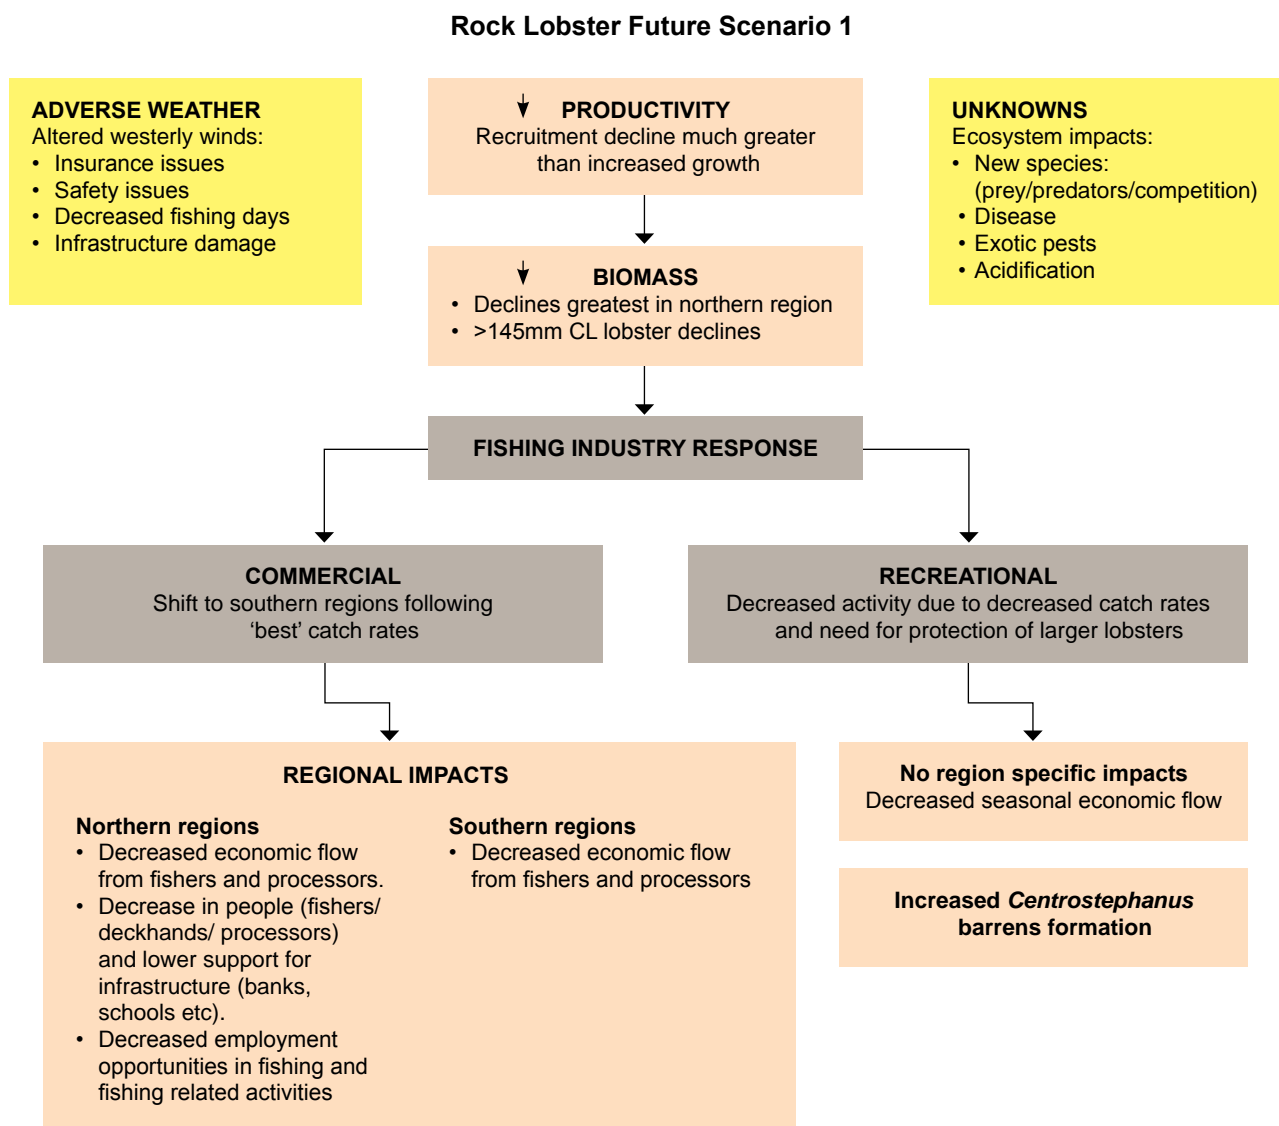 Rock Lobster Future Scenario 1
ADVERSE WEATHER
Altered westerly winds:
• Insurance issues
• Safety issues
• Decreased fishing days
• Infrastructure damage
PRODUCTIVITY
Recruitment decline much greater
than increased growth
UNKNOWNS
Ecosystem impacts:
• New species:
(prey/predators/competition)
• Disease
• Exotic pests
• Acidification
BIOMASS
• Declines greatest in northern region
• >145mm CL lobster declines
FISHING INDUSTRY RESPONSE
COMMERCIAL
Shift to southern regions following
‘best’ catch rates
RECREATIONAL
Decreased activity due to decreased catch rates
and need for protection of larger lobsters
REGIONAL IMPACTS
Northern regions
• Decreased economic flow
from fishers and processors.
• Decrease in people (fishers/
deckhands/ processors)
and lower support for
infrastructure (banks,
schools etc).
• Decreased employment
opportunities in fishing and
fishing related activities
Southern regions
• Decreased economic flow
from fishers and processors
No region specific impacts
Decreased seasonal economic flow
Increased Centrostephanus
barrens formation